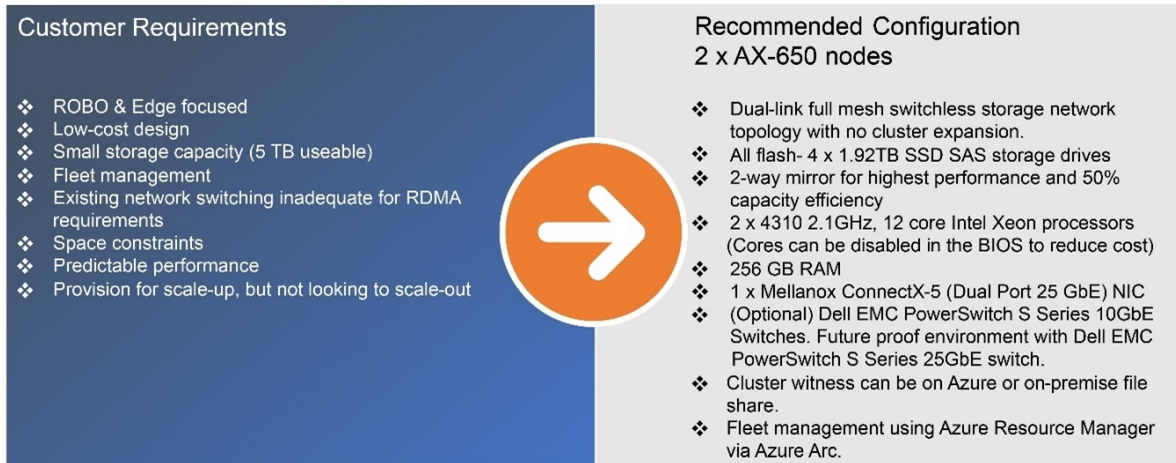 Customer Requirements
❖ ROBO & Edge focused
❖ Low-cost design
❖ Small storage capacity (5 TB useable)
❖ Fleet management
❖ Existing network switching inadequate for RDMA
requirements
❖ Space constraints
❖ Predictable performance
❖ Provision for scale-up, but not looking to scale-out
Recommended Configuration
2 x AX-650 nodes
❖ Dual-link full mesh switchless storage network
topology with no cluster expansion.
❖ All flash- 4 x 1.92TB SSD SAS storage drives
❖ 2-way mirror for highest performance and 50%
capacity efficiency
❖ 2 x 4310 2.1GHz, 12 core Intel Xeon processors
(Cores can be disabled in the BIOS to reduce cost)
❖ 256 GB RAM
❖ 1 x Mellanox ConnectX-5 (Dual Port 25 GbE) NIC
❖ (Optional) Dell EMC PowerSwitch S Series 10GbE
Switches. Future proof environment with Dell EMC
PowerSwitch S Series 25GbE switch.
❖ Cluster witness can be on Azure or on-premise file
share.
❖ Fleet management using Azure Resource Manager
via Azure Arc.